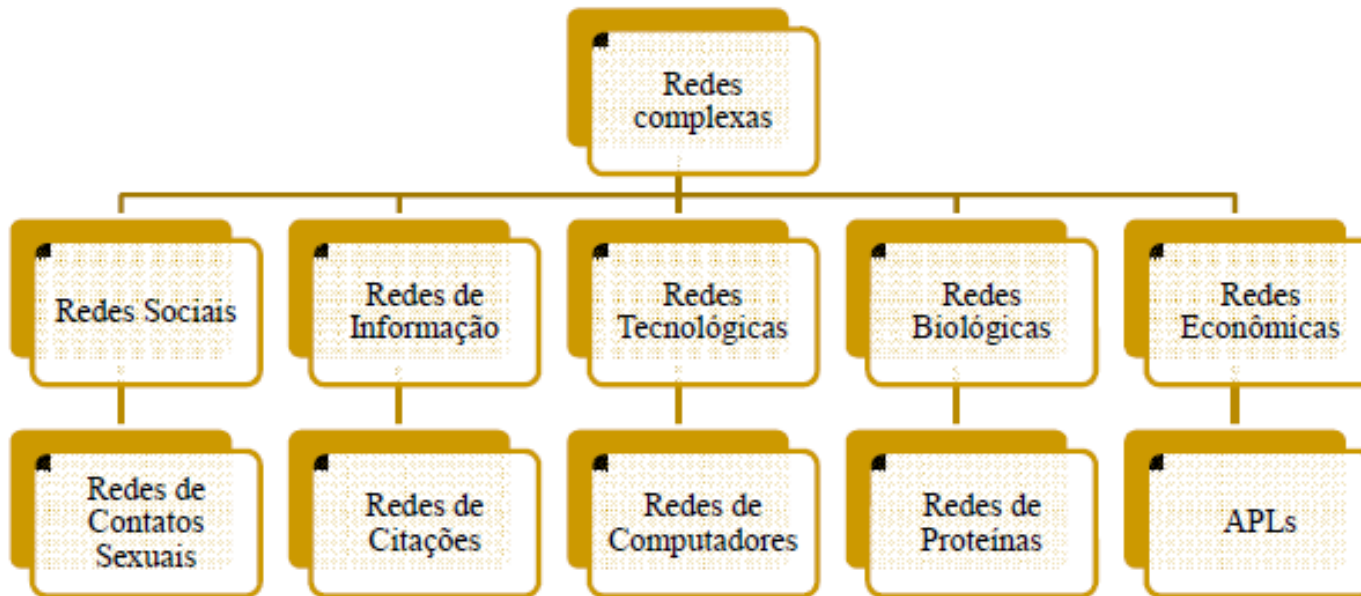 Redes
complexas
Redes Sociais
Redes de
Informação
Redes
Tecnológicas
Redes
Biológicas
Redes
Econômicas
Redes de
Contatos
Sexuais
Redes de
Citações
Redes de
Computadores
Redes de
Proteínas
APLs